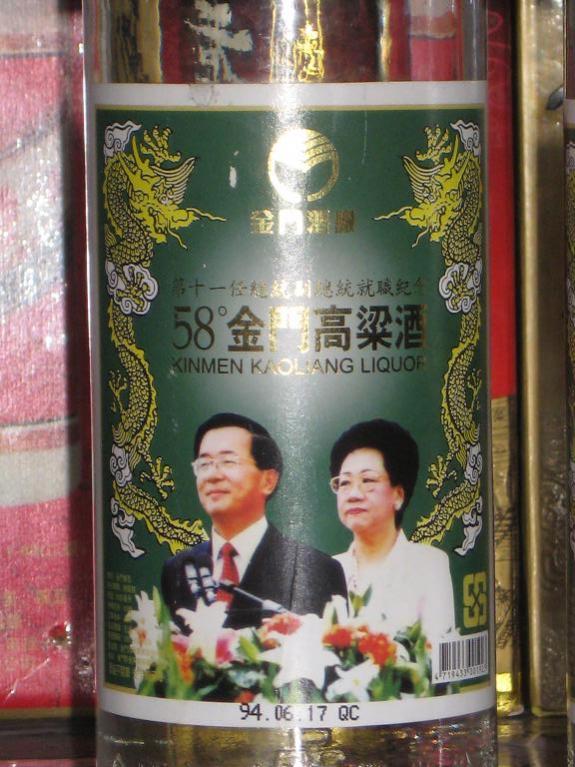 金門酒廠
第十一任總統副總統就職紀念
58°金門高粱酒
KINMEN KAOLIANG LIQUOR
94.06.17 QC